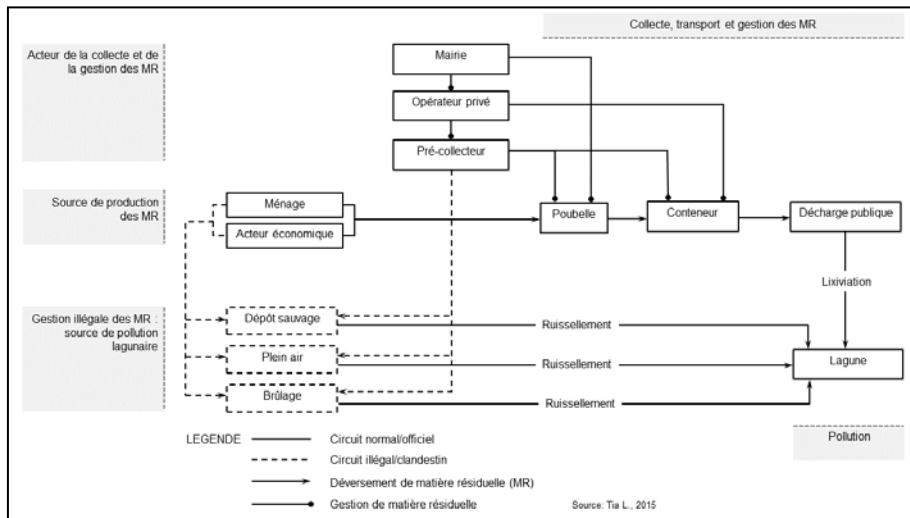 Collecte, transport et gestion des MR
Acteur de la collecte et de
la gestion des MR
Mairie
Opérateur privé
Pré-collecteur
Source de production
des MR
Ménage
Acteur économique
Poubelle
Conteneur
Décharge publique
Lixiviation
Gestion illégale des MR :
source de pollution
lagunaire
Dépôt sauvage
Ruissellement
Plein air
Ruissellement
Lagune
Brûlage
Ruissellement
Pollution
LEGENDE
Circuit normal/officiel
Circuit illégal/clandestin
Déversement de matière résiduelle (MR)
Gestion de matière résiduelle
Source: Tia L., 2015